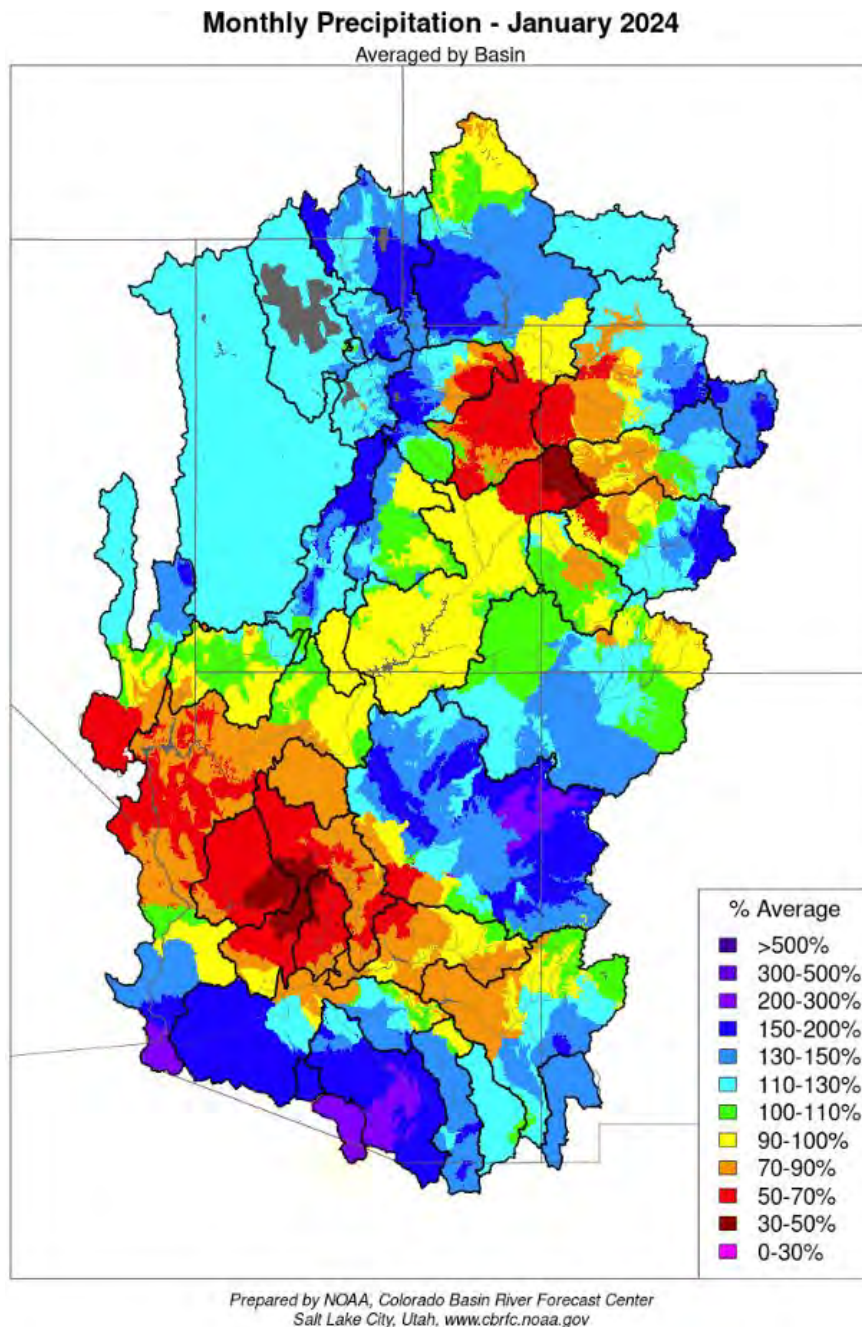 Monthly Precipitation - January 2024
Averaged by Basin
% Average
>500%
300-500%
200-300%
150-200%
130-150%
110-130%
100-110%
90-100%
70-90%
50-70%
30-50%
0-30%
Prepared by NOAA, Colorado Basin River Forecast Center
Salt Lake City, Utah, www.cbrfc.noaa.gov